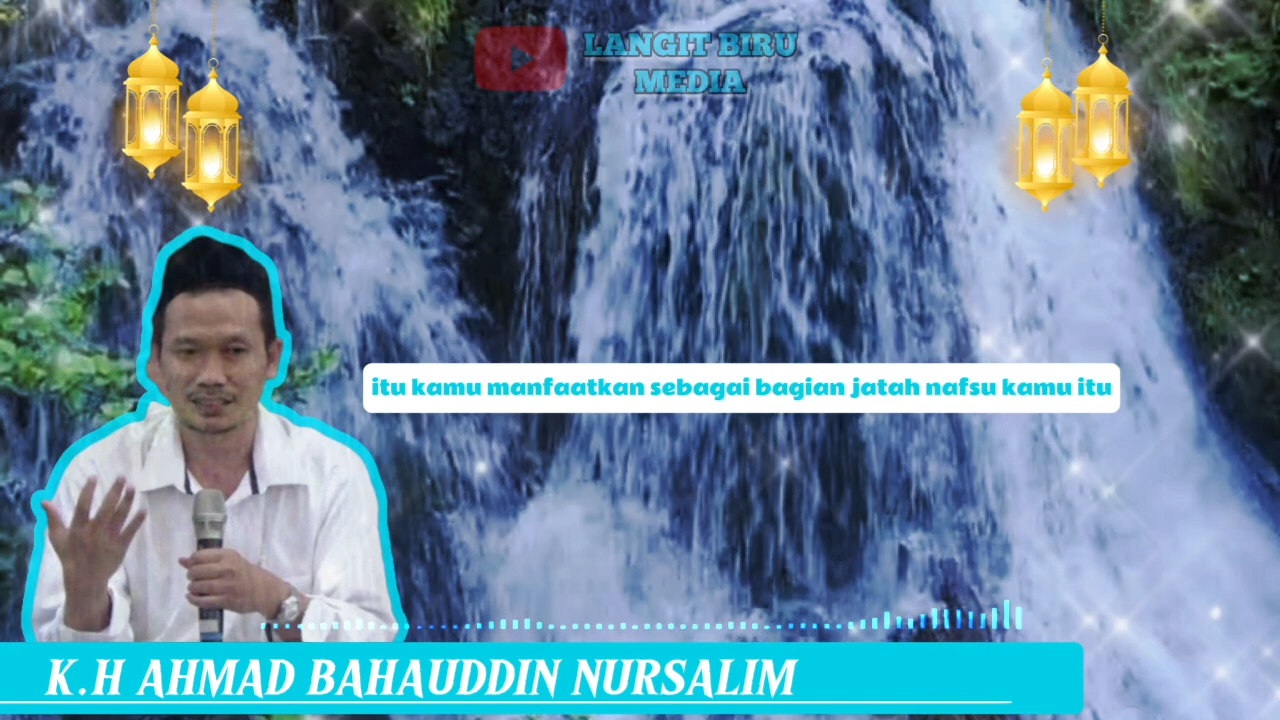 LANGIT BIRU
MEDIA
itu kamu manfaatkan sebagai bagian jatah nafsu kamu itu
K.H AHMAD BAHAUDDIN NURSALIM